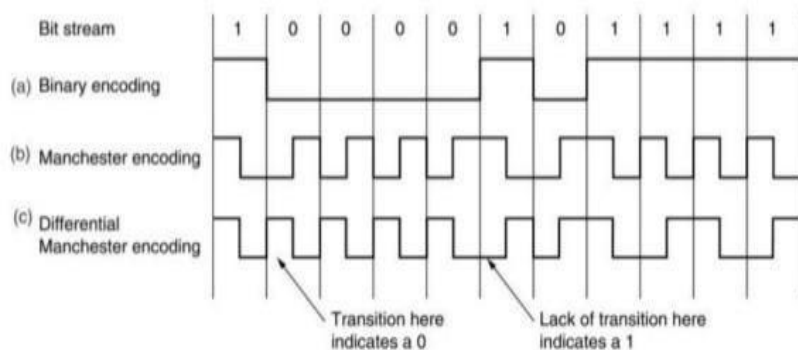 Bit stream 1 0 0 0 0 1 0 1 1 1 1
(a) Binary encoding
(b) Manchester encoding
(c) Differential
Manchester encoding
Transition here
indicates a 0
Lack of transition here
indicates a 1